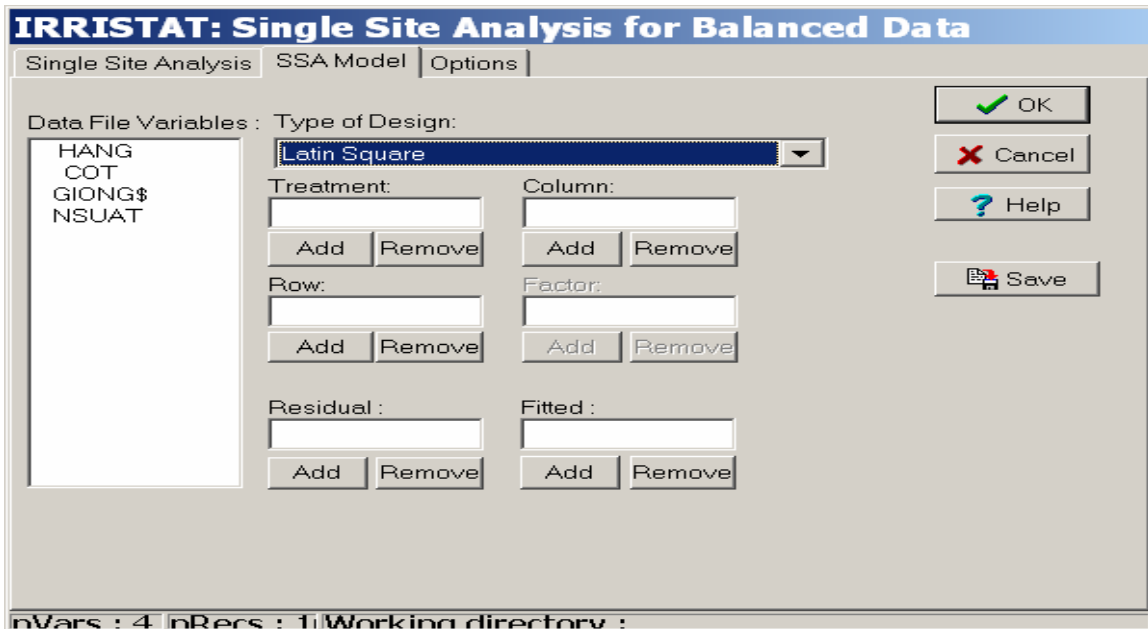 IRRISTAT: Single Site Analysis for Balanced Data
Single Site Analysis SSA Model Options
Data File Variables :
HANG
COT
GIONG$
NSUAT
Type of Design:
Latin Square
Treatment: Column:
Add Remove Add Remove
Row: Factor:
Add Remove Add Remove
Residual : Fitted :
Add Remove Add Remove
OK
Cancel
? Help
Save
nVars : 4 nRecs : 1 Working directory :